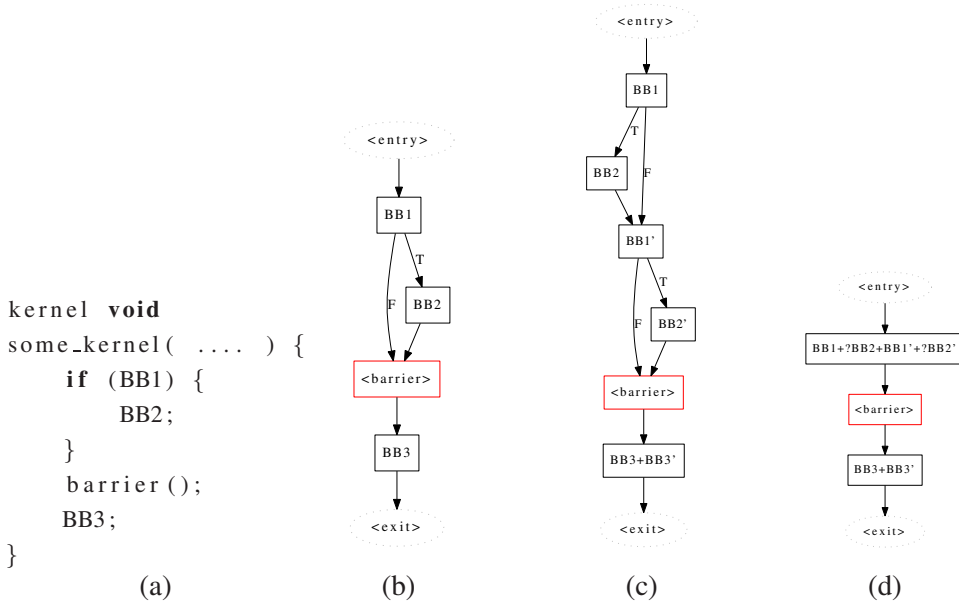 kernel void
some_kernel( .... ) {
if (BB1) {
BB2;
}
barrier();
BB3;
}
(a)
<entry>
BB1
T
F
BB2
<barrier>
BB3
<exit>
(b)
<entry>
BB1
T
BB2
F
BB1'
T
F
BB2'
<barrier>
BB3+BB3'
<exit>
(c)
<entry>
BB1+?BB2+BB1'+?BB2'
<barrier>
BB3+BB3'
<exit>
(d)